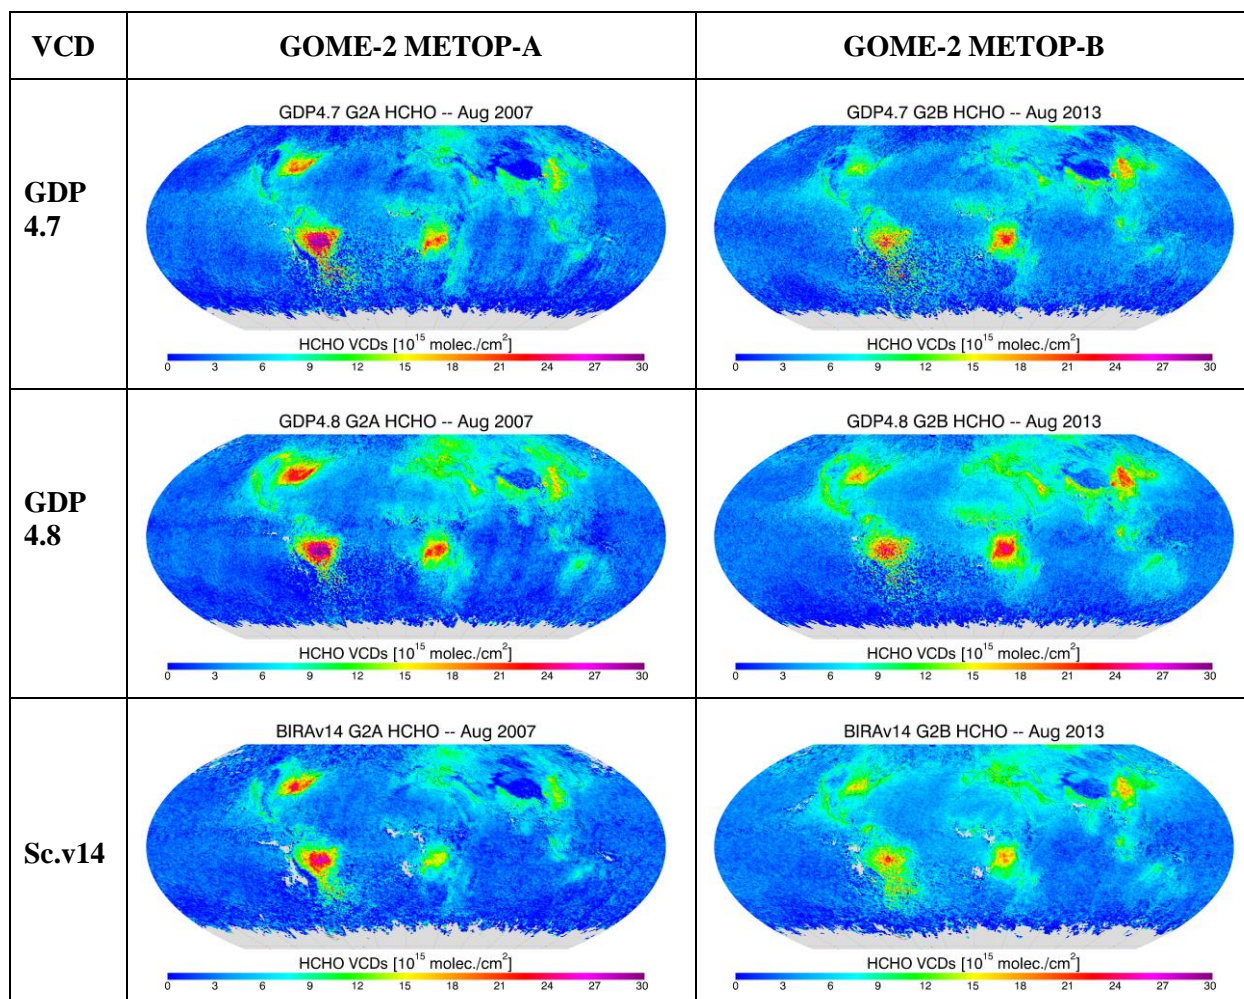 VCD GOME-2 METOP-A GOME-2 METOP-B
GDP 4.7
GDP4.7 G2A HCHO -- Aug 2007
HCHO VCDs [10^15 molec./cm^2]
0 3 6 9 12 15 18 21 24 27 30
GDP4.7 G2B HCHO -- Aug 2013
HCHO VCDs [10^15 molec./cm^2]
0 3 6 9 12 15 18 21 24 27 30
GDP 4.8
GDP4.8 G2A HCHO -- Aug 2007
HCHO VCDs [10^15 molec./cm^2]
0 3 6 9 12 15 18 21 24 27 30
GDP4.8 G2B HCHO -- Aug 2013
HCHO VCDs [10^15 molec./cm^2]
0 3 6 9 12 15 18 21 24 27 30
Sc.v14
BIRAv14 G2A HCHO -- Aug 2007
HCHO VCDs [10^15 molec./cm^2]
0 3 6 9 12 15 18 21 24 27 30
BIRAv14 G2B HCHO -- Aug 2013
HCHO VCDs [10^15 molec./cm^2]
0 3 6 9 12 15 18 21 24 27 30